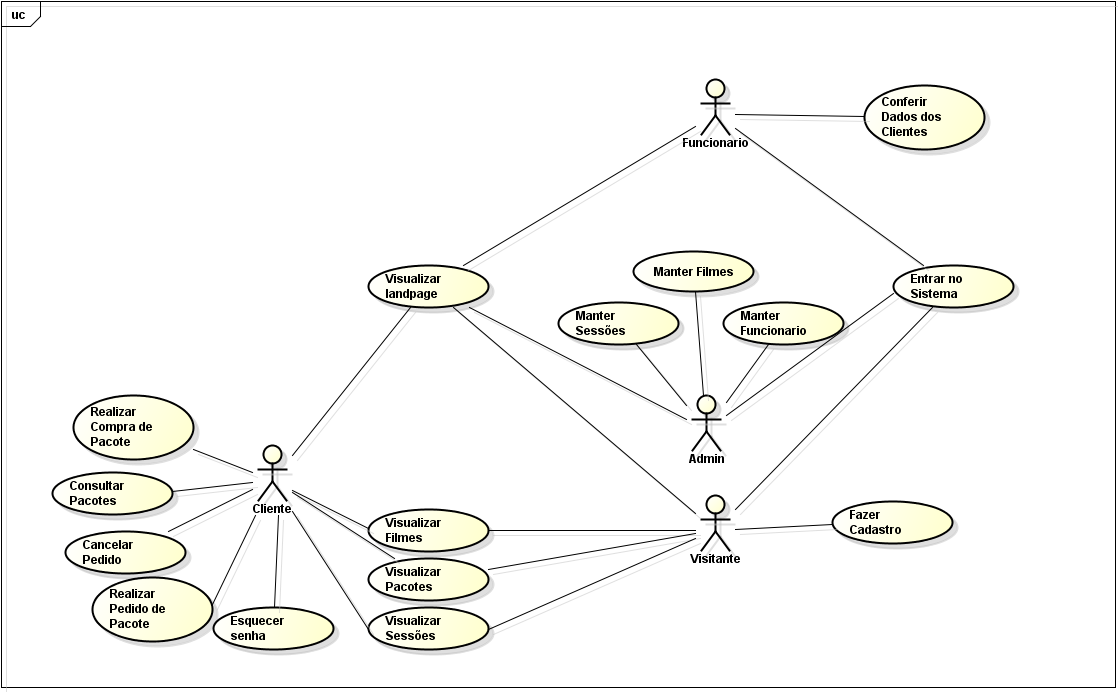 uc
Conferir
Dados dos
Clientes
Funcionario
Visualizar
landpage
Manter Filmes
Entrar no
Sistema
Manter
Sessões
Manter
Funcionario
Realizar
Compra de
Pacote
Admin
Consultar
Pacotes
Cliente
Visualizar
Filmes
Fazer
Cadastro
Visitante
Cancelar
Pedido
Visualizar
Pacotes
Realizar
Pedido de
Pacote
Esquecer
senha
Visualizar
Sessões